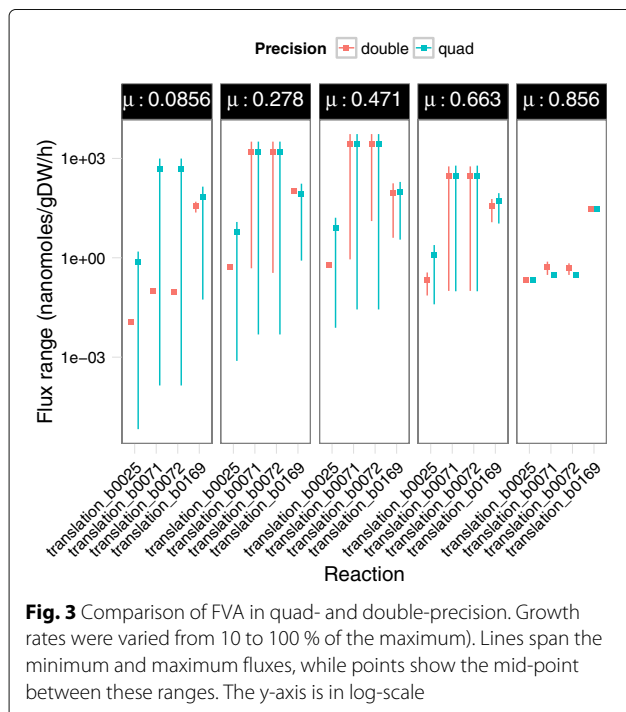 Precision double quad
μ : 0.0856 μ : 0.278 μ : 0.471 μ : 0.663 μ : 0.856
Flux range (nanomoles/gDW/h)
1e+03
1e+00
1e−03
translation_b0025 translation_b0071 translation_b0072 translation_b0169 translation_b0025 translation_b0071 translation_b0072 translation_b0169 translation_b0025 translation_b0071 translation_b0072 translation_b0169 translation_b0025 translation_b0071 translation_b0072 translation_b0169 translation_b0025 translation_b0071 translation_b0072 translation_b0169
Reaction
Fig. 3 Comparison of FVA in quad- and double-precision. Growth
rates were varied from 10 to 100 % of the maximum). Lines span the
minimum and maximum fluxes, while points show the mid-point
between these ranges. The y-axis is in log-scale